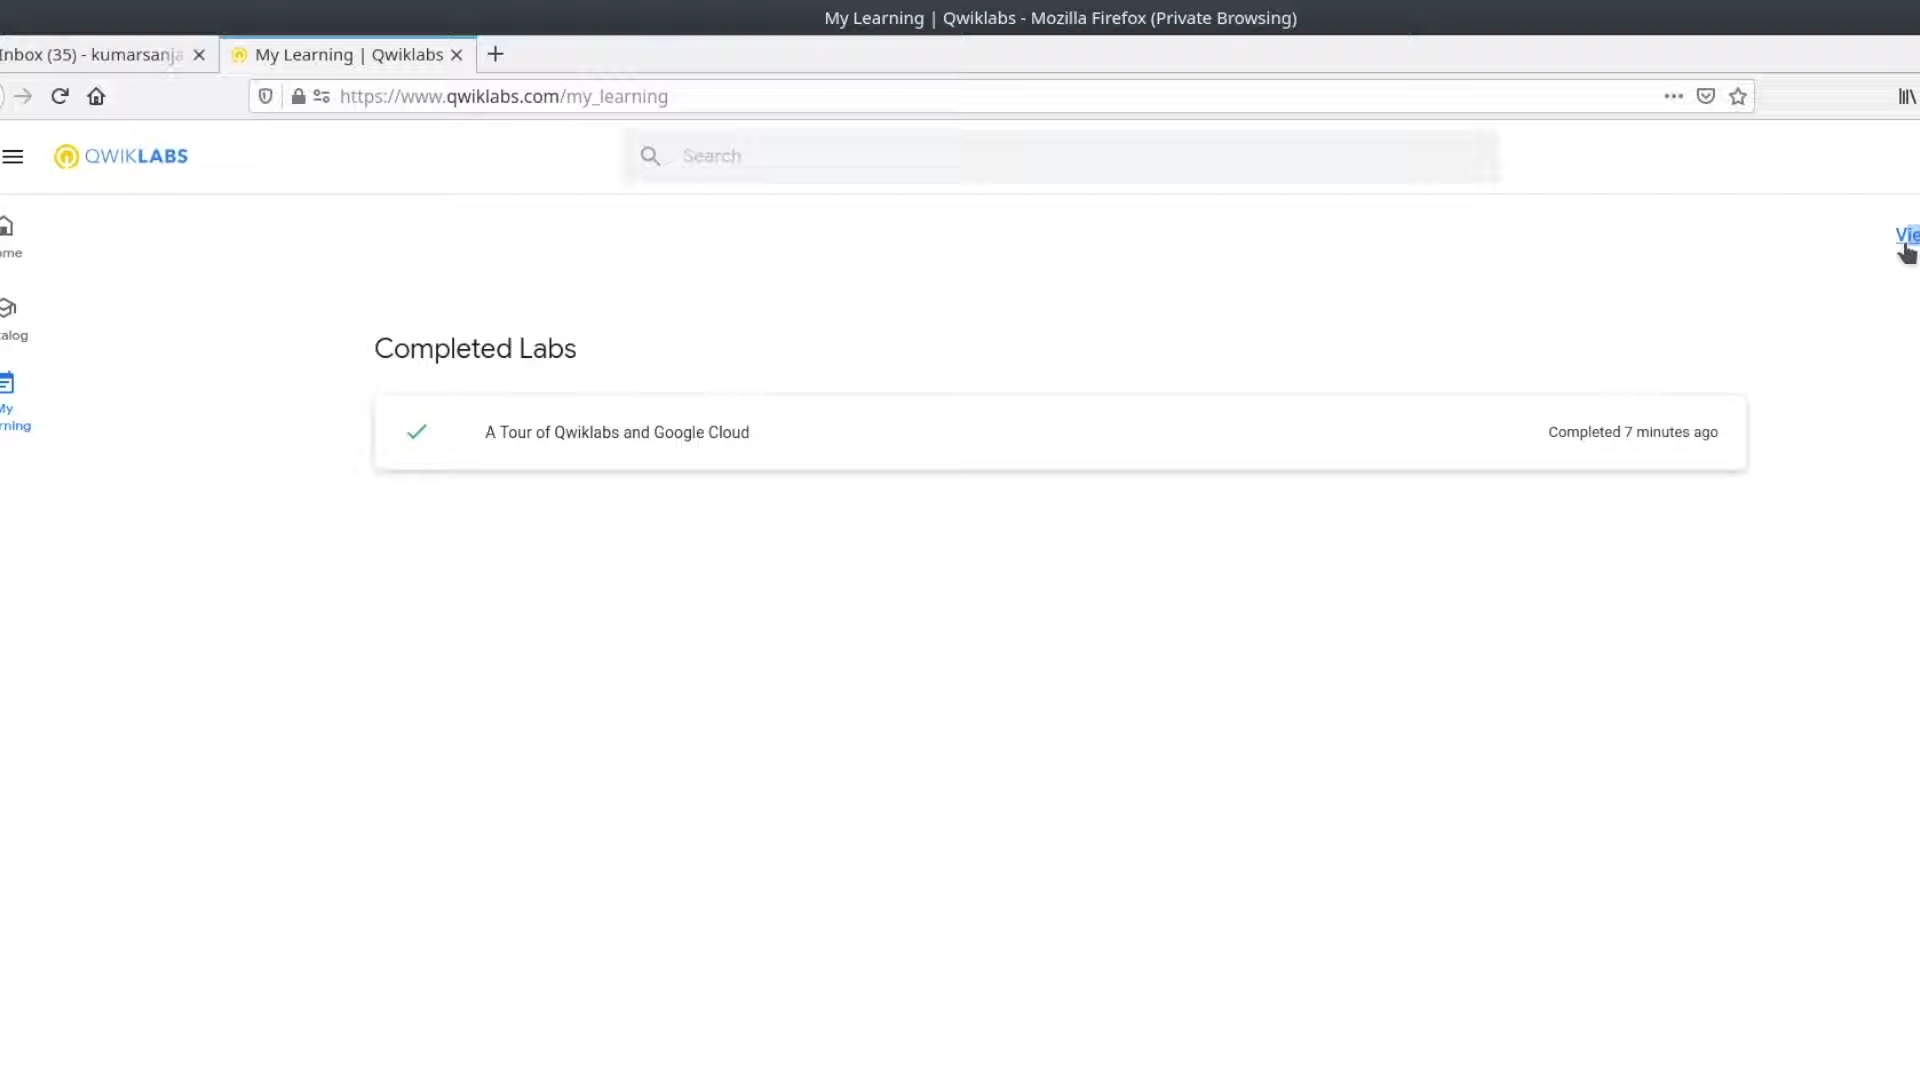 My Learning | Qwiklabs - Mozilla Firefox (Private Browsing)
Inbox (35) - kumarsanja
My Learning | Qwiklabs
https://www.qwiklabs.com/my_learning
QWIKLABS
Search
ome
Vie
alog
Completed Labs
My
rning
A Tour of Qwiklabs and Google Cloud
Completed 7 minutes ago